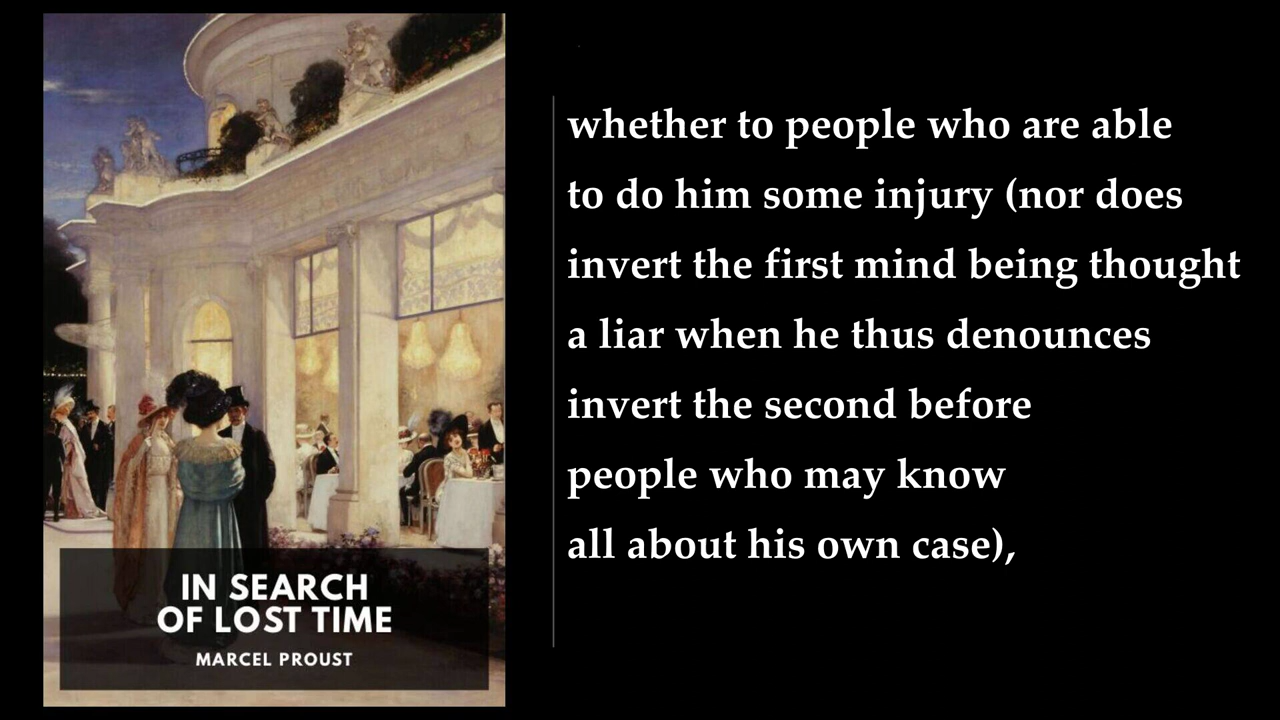 IN SEARCH
OF LOST TIME
MARCEL PROUST
whether to people who are able
to do him some injury (nor does
invert the first mind being thought
a liar when he thus denounces
invert the second before
people who may know
all about his own case),